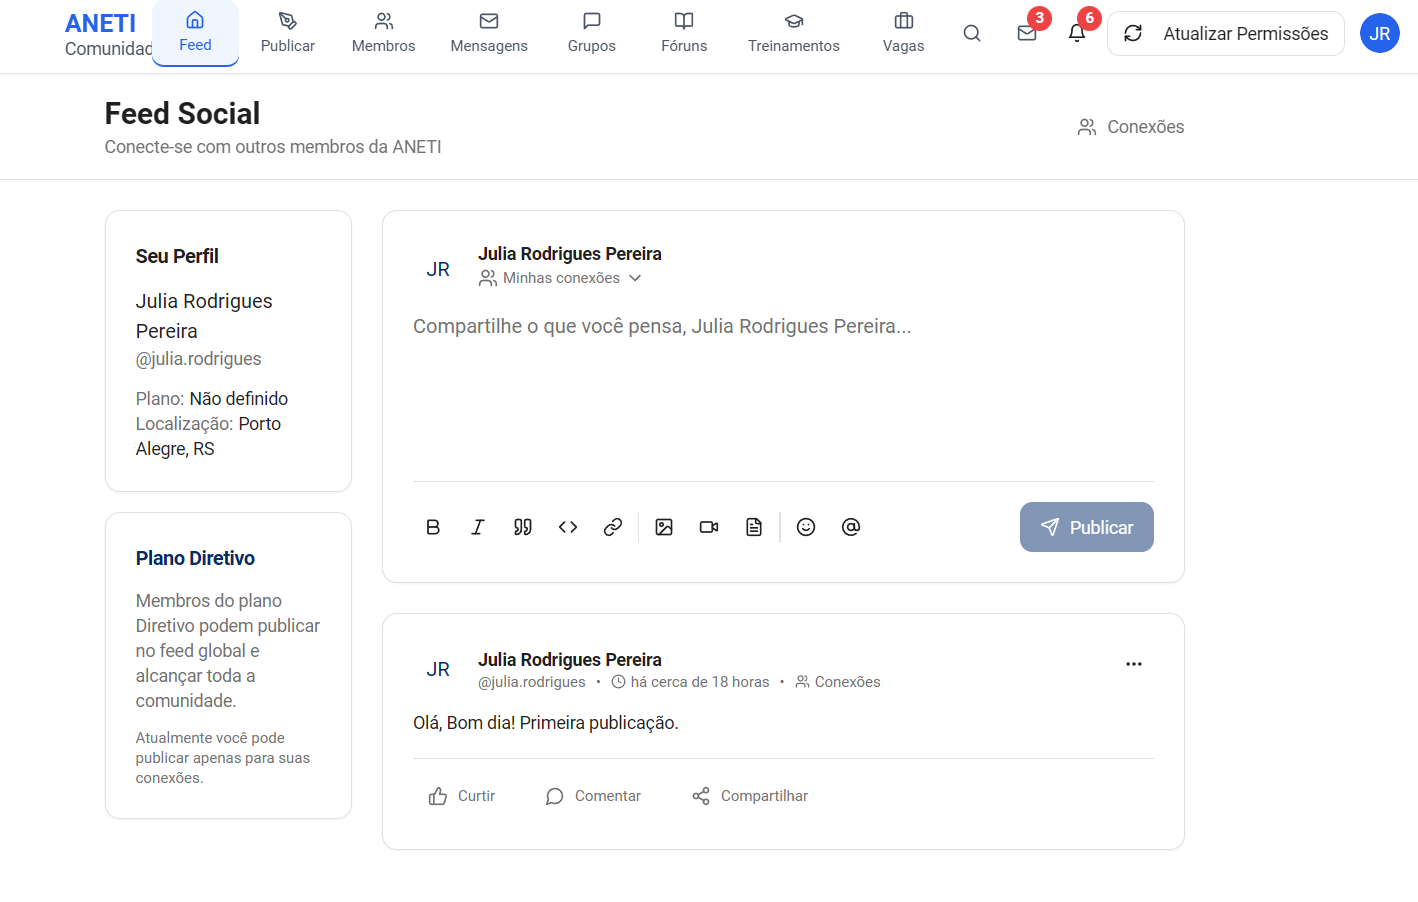 ANETI
Comunidad
Feed
Publicar
Membros
Mensagens
Grupos
Fóruns
Treinamentos
Vagas
3
6
Atualizar Permissões
JR
Feed Social
Conecte-se com outros membros da ANETI
Conexões
Seu Perfil
Julia Rodrigues
Pereira
@julia.rodrigues
Plano: Não definido
Localização: Porto
Alegre, RS
Plano Diretivo
Membros do plano
Diretivo podem publicar
no feed global e
alcançar toda a
comunidade.
Atualmente você pode
publicar apenas para suas
conexões.
JR
Julia Rodrigues Pereira
Minhas conexões
Compartilhe o que você pensa, Julia Rodrigues Pereira...
Publicar
JR
Julia Rodrigues Pereira
@julia.rodrigues • há cerca de 18 horas • Conexões
Olá, Bom dia! Primeira publicação.
Curtir
Comentar
Compartilhar